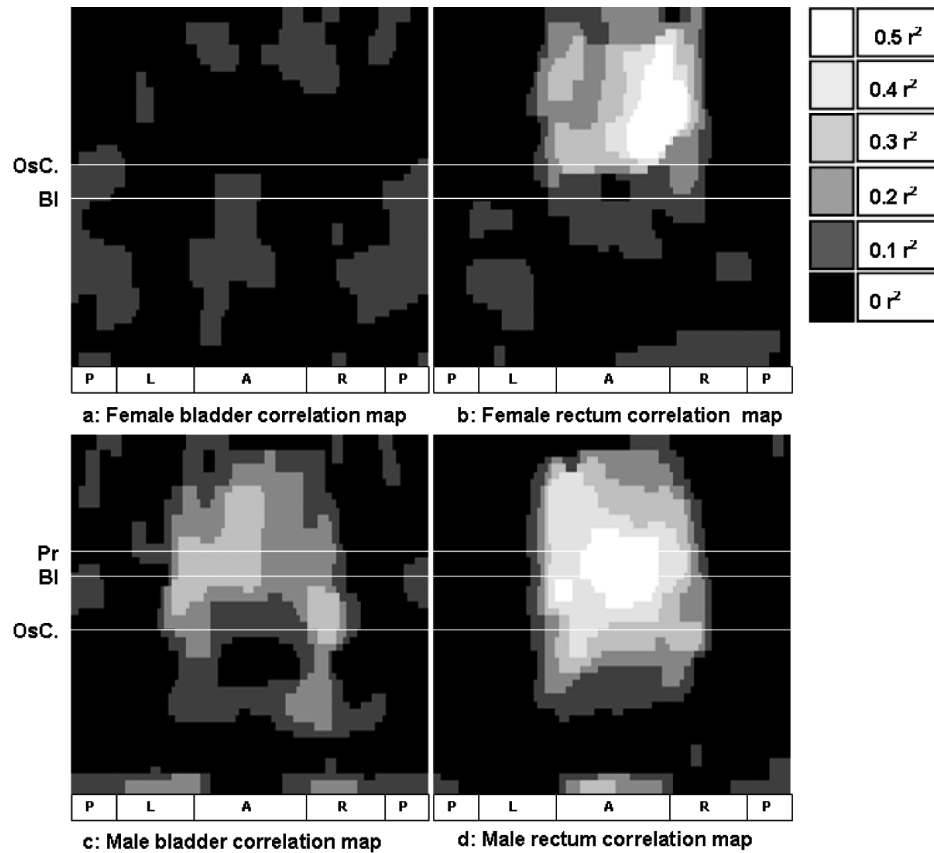 0.5 r²
0.4 r²
0.3 r²
0.2 r²
0.1 r²
0 r²
OsC.
Bl
P L A R P
P L A R P
a: Female bladder correlation map
b: Female rectum correlation map
Pr
Bl
OsC.
P L A R P
P L A R P
c: Male bladder correlation map
d: Male rectum correlation map